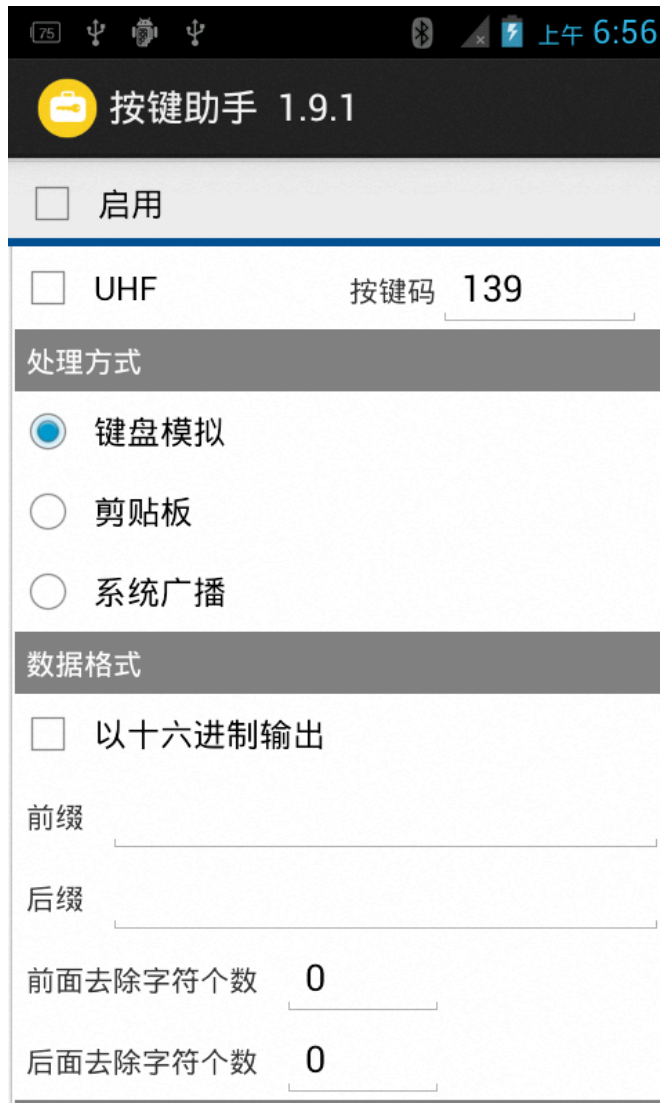 75 上午 6:56
按键助手 1.9.1
启用
UHF 按键码 139
处理方式
键盘模拟
剪贴板
系统广播
数据格式
以十六进制输出
前缀
后缀
前面去除字符个数 0
后面去除字符个数 0